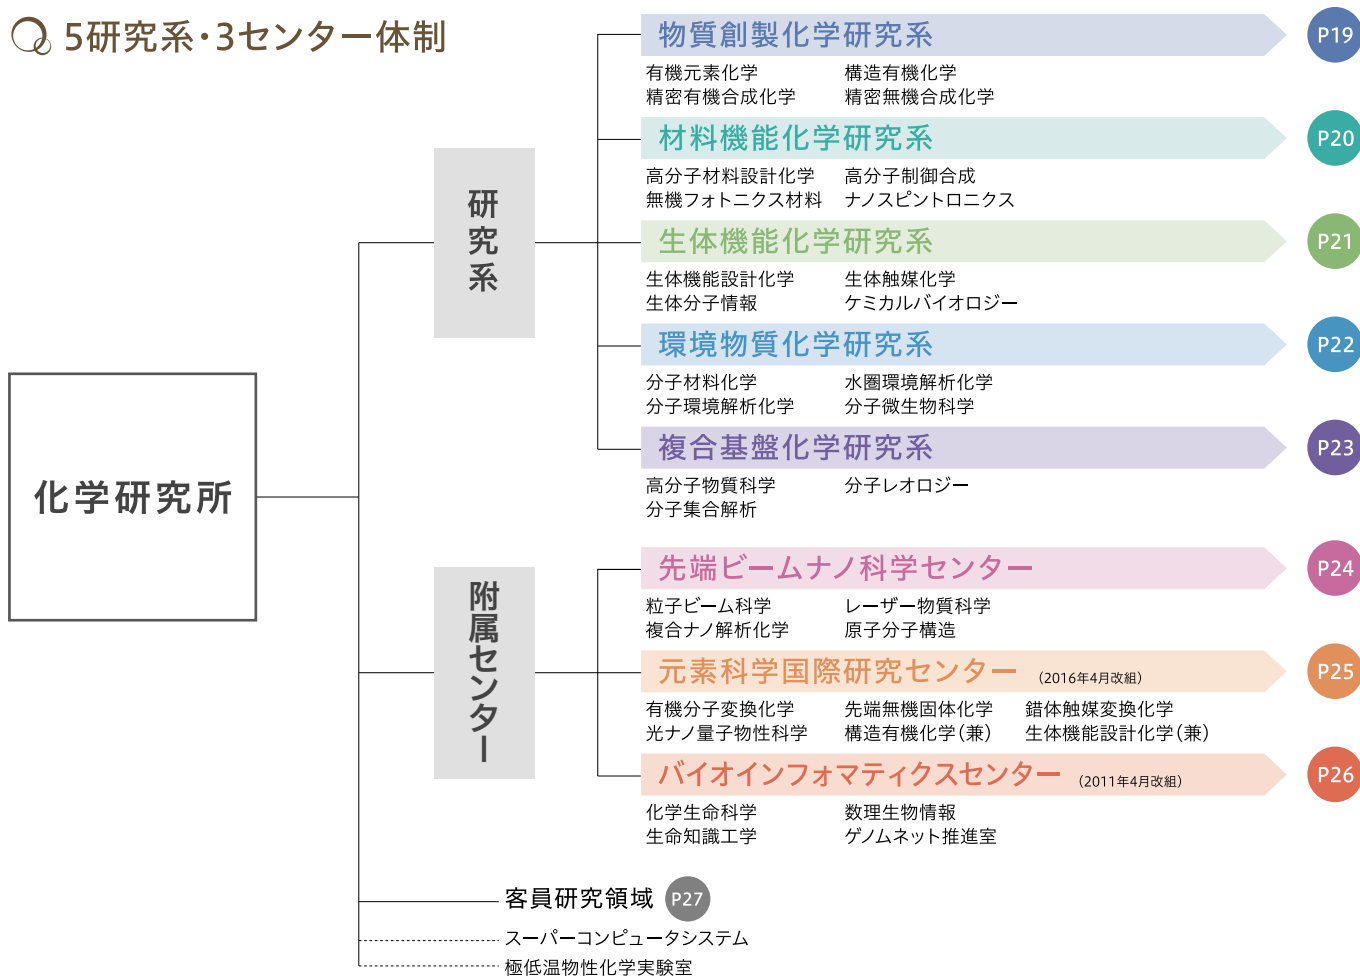 5研究系・3センター体制
化学研究所
研究系
物質創製化学研究系 P19
有機元素化学 構造有機化学
精密有機合成化学 精密無機合成化学
材料機能化学研究系 P20
高分子材料設計化学 高分子制御合成
無機フォトニクス材料 ナノスピントロニクス
生体機能化学研究系 P21
生体機能設計化学 生体触媒化学
生体分子情報 ケミカルバイオロジー
環境物質化学研究系 P22
分子材料化学 水圏環境解析化学
分子環境解析化学 分子微生物科学
複合基盤化学研究系 P23
高分子物質科学 分子レオロジー
分子集合解析
附属センター
先端ビームナノ科学センター P24
粒子ビーム科学 レーザー物質科学
複合ナノ解析化学 原子分子構造
元素科学国際研究センター (2016年4月改組) P25
有機分子変換化学 先端無機固体化学 錯体触媒変換化学
光ナノ量子物性科学 構造有機化学(兼) 生体機能設計化学(兼)
バイオインフォマティクスセンター (2011年4月改組) P26
化学生命科学 数理生物情報
生命知識工学 ゲノムネット推進室
客員研究領域 P27
スーパーコンピュータシステム
極低温物性化学実験室